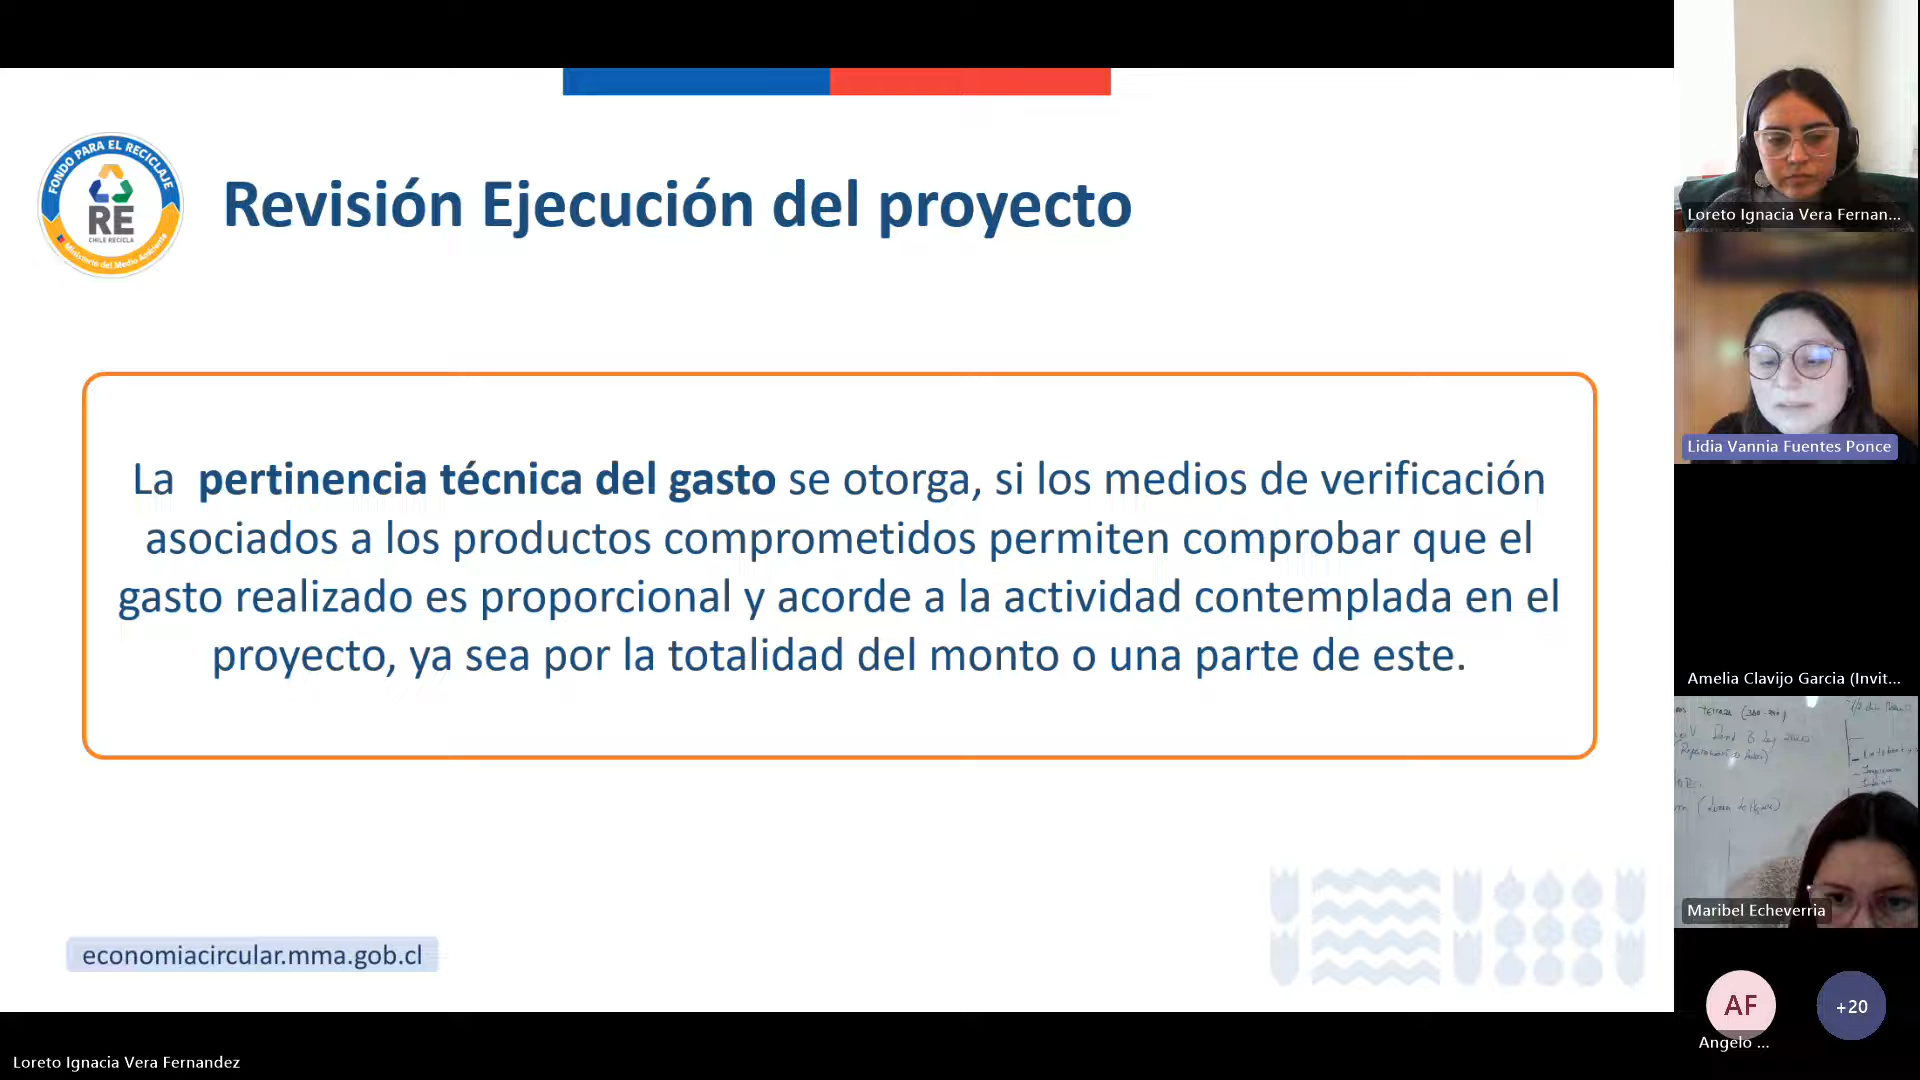 FONDO PARA EL RECICLAJE
RE
CHILE RECICLA
Ministerio del Medio Ambiente
Revisión Ejecución del proyecto
La pertinencia técnica del gasto se otorga, si los medios de verificación
asociados a los productos comprometidos permiten comprobar que el
gasto realizado es proporcional y acorde a la actividad contemplada en el
proyecto, ya sea por la totalidad del monto o una parte de este.
economiacircular.mma.gob.cl
Loreto Ignacia Vera Fernandez
Loreto Ignacia Vera Fernan...
Lidia Vannia Fuentes Ponce
Amelia Clavijo Garcia (Invit...
Maribel Echeverria
AF
Angelo ...
+20